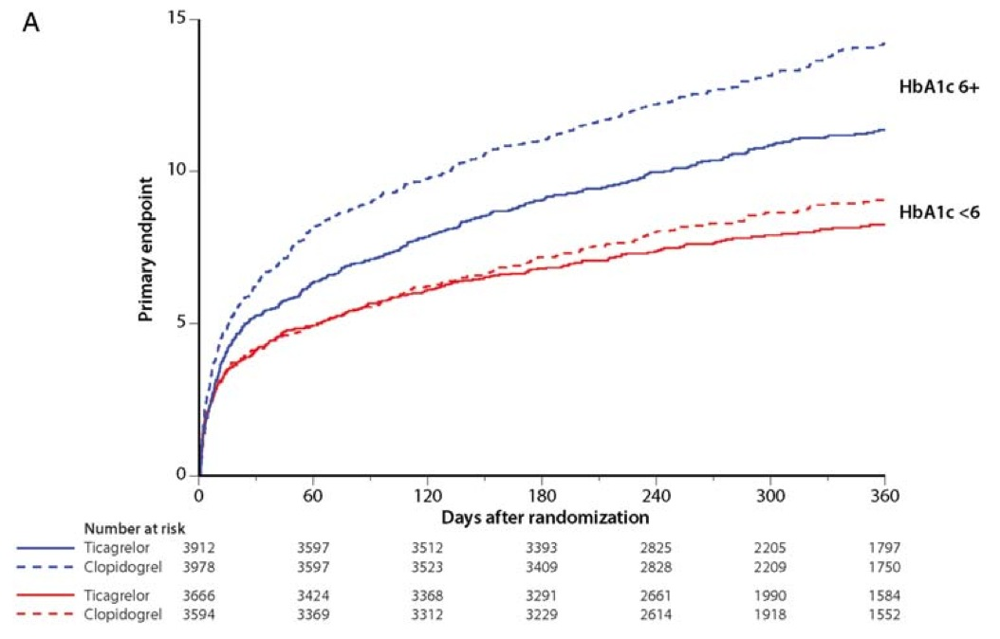 A
15
10
5
0
Primary endpoint
HbA1c 6+
HbA1c <6
0 60 120 180 240 300 360
Days after randomization
Number at risk
Ticagrelor 3912 3597 3512 3393 2825 2205 1797
Clopidogrel 3978 3597 3523 3409 2828 2209 1750
Ticagrelor 3666 3424 3368 3291 2661 1990 1584
Clopidogrel 3594 3369 3312 3229 2614 1918 1552